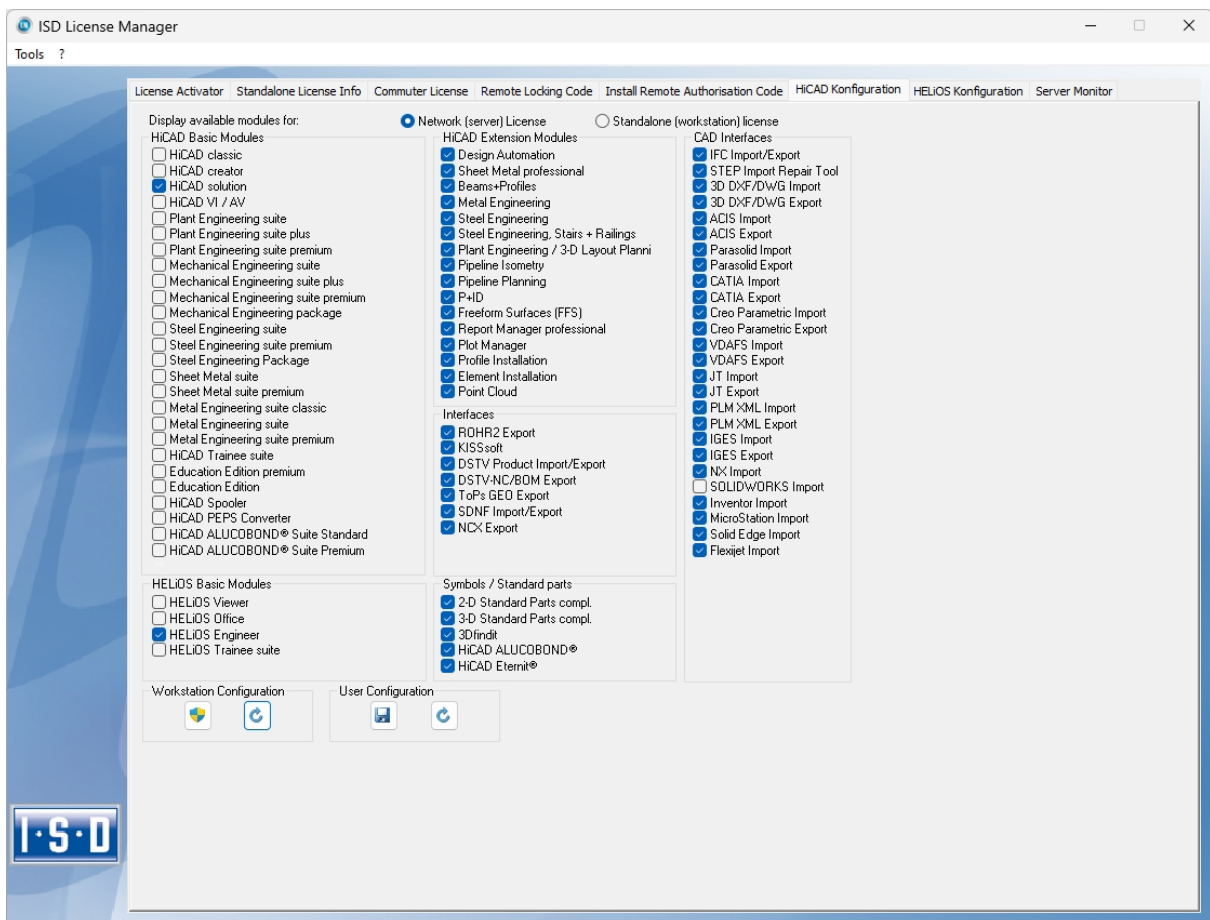 ISD License Manager
Tools ?
License Activator Standalone License Info Commuter License Remote Locking Code Install Remote Authorisation Code HiCAD Konfiguration HELiOS Konfiguration Server Monitor
Display available modules for: Network (server) License Standalone (workstation) license
HiCAD Basic Modules
HiCAD classic
HiCAD creator
HiCAD solution
HiCAD VI / AV
Plant Engineering suite
Plant Engineering suite plus
Plant Engineering suite premium
Mechanical Engineering suite
Mechanical Engineering suite plus
Mechanical Engineering suite premium
Mechanical Engineering package
Steel Engineering suite
Steel Engineering suite premium
Steel Engineering Package
Sheet Metal suite
Sheet Metal suite premium
Metal Engineering suite classic
Metal Engineering suite
Metal Engineering suite premium
HiCAD Trainee suite
Education Edition premium
Education Edition
HiCAD Spooler
HiCAD PEPS Converter
HiCAD ALUCOBOND® Suite Standard
HiCAD ALUCOBOND® Suite Premium
HiCAD Extension Modules
Design Automation
Sheet Metal professional
Beams+Profiles
Metal Engineering
Steel Engineering
Steel Engineering, Stairs + Railings
Plant Engineering / 3-D Layout Planni
Pipeline Isometry
Pipeline Planning
P+ID
Freeform Surfaces (FFS)
Report Manager professional
Plot Manager
Profile Installation
Element Installation
Point Cloud
Interfaces
ROHR2 Export
KISSsoft
DSTV Product Import/Export
DSTV-NC/BOM Export
ToPs GEO Export
SDNF Import/Export
NCX Export
CAD Interfaces
IFC Import/Export
STEP Import Repair Tool
3D DXF/DWG Import
3D DXF/DWG Export
ACIS Import
ACIS Export
Parasolid Import
Parasolid Export
CATIA Import
CATIA Export
Creo Parametric Import
Creo Parametric Export
VDAFS Import
VDAFS Export
JT Import
JT Export
PLM XML Import
PLM XML Export
IGES Import
IGES Export
NX Import
SOLIDWORKS Import
Inventor Import
MicroStation Import
Solid Edge Import
Flexijet Import
HELiOS Basic Modules
HELiOS Viewer
HELiOS Office
HELiOS Engineer
HELiOS Trainee suite
Symbols / Standard parts
2-D Standard Parts compl.
3-D Standard Parts compl.
3Dfindit
HiCAD ALUCOBOND®
HiCAD Eternit®
Workstation Configuration
User Configuration
I·S·D